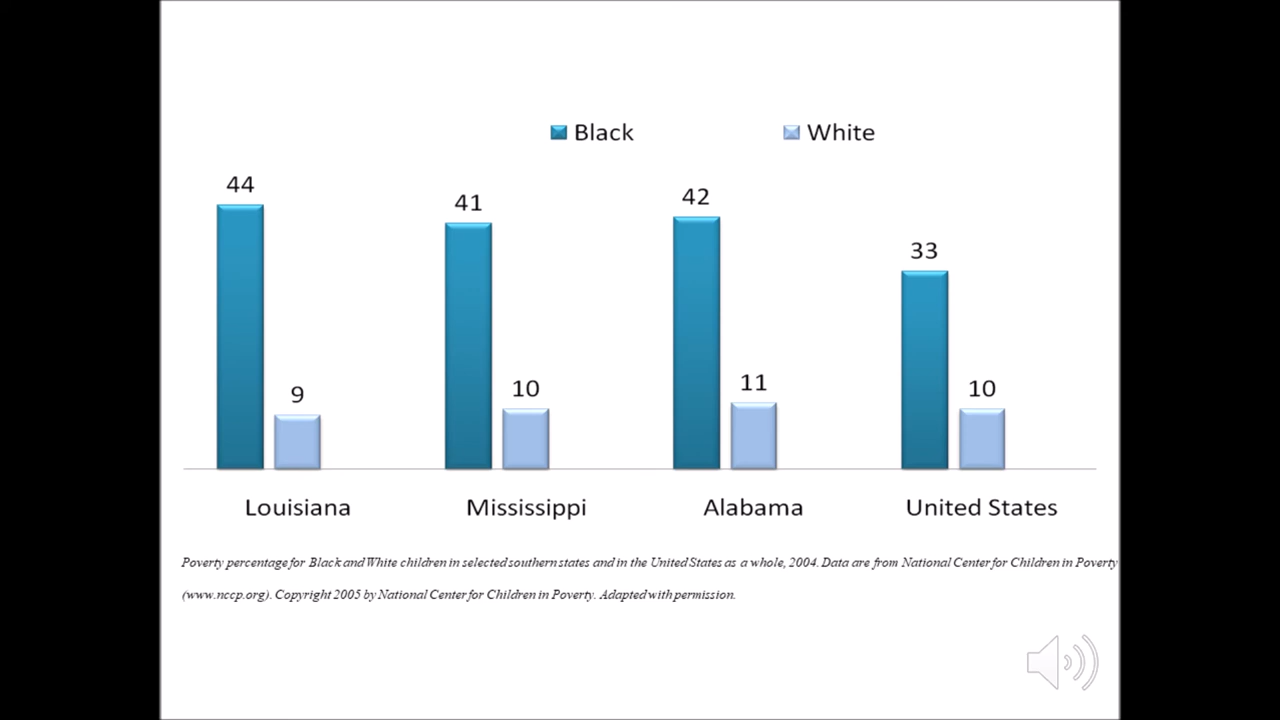 Black White
44 9 41 10 42 11 33 10
Louisiana Mississippi Alabama United States
Poverty percentage for Black and White children in selected southern states and in the United States as a whole, 2004. Data are from National Center for Children in Poverty
(www.nccp.org). Copyright 2005 by National Center for Children in Poverty. Adapted with permission.